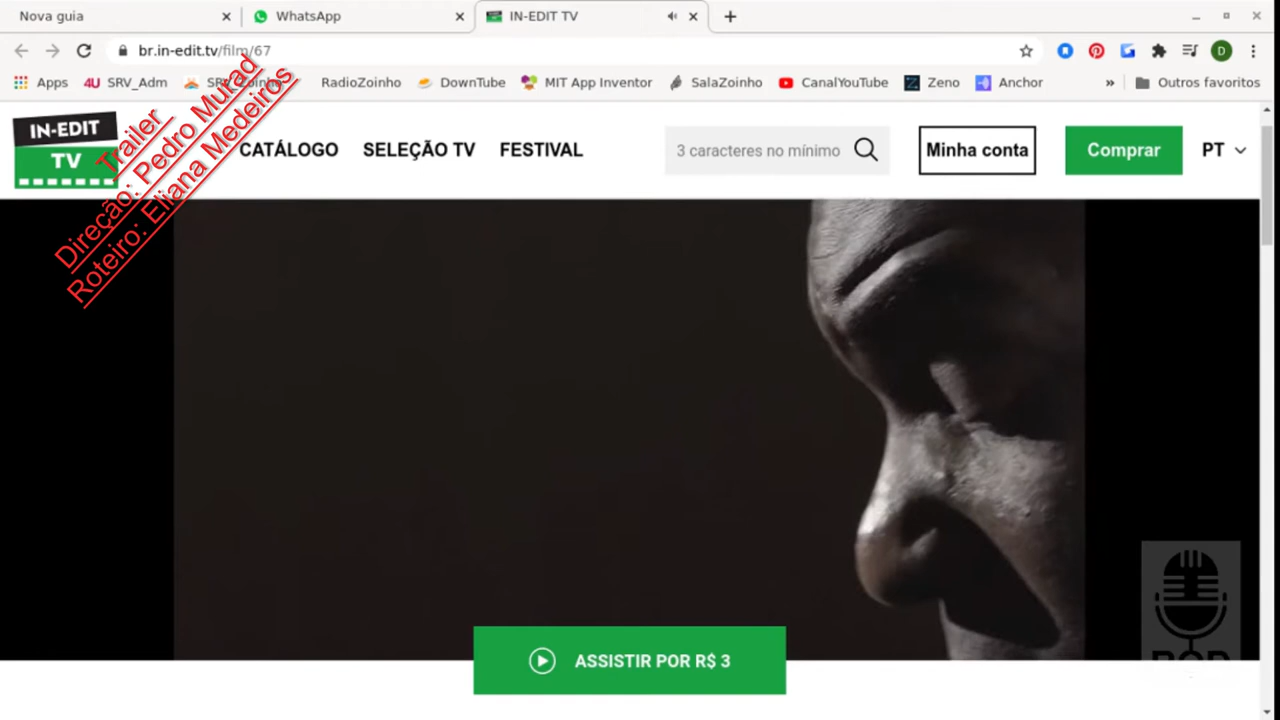 Nova guia
WhatsApp
IN-EDIT TV
br.in-edit.tv/film/67
Apps
4U SRV_Adm
RadioZoinho
DownTube
MIT App Inventor
SalaZoinho
CanalYouTube
Z Zeno
Anchor
»
Outros favoritos
D
IN-EDIT
TV
CATÁLOGO
SELEÇÃO TV
FESTIVAL
3 caracteres no mínimo
Minha conta
Comprar
PT
Trailer
Direção: Pedro Murad
Roteiro: Eliana Medeiros
ASSISTIR POR R$ 3